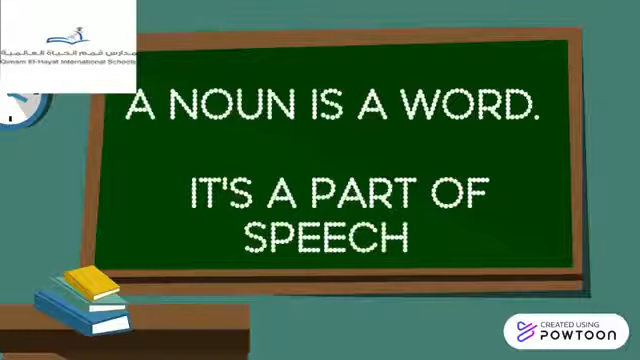 مدارس قمم الحياة العالمية
Qimam El-Hayat International Schools
A NOUN IS A WORD.
IT'S A PART OF
SPEECH
CREATED USING
POWTOON